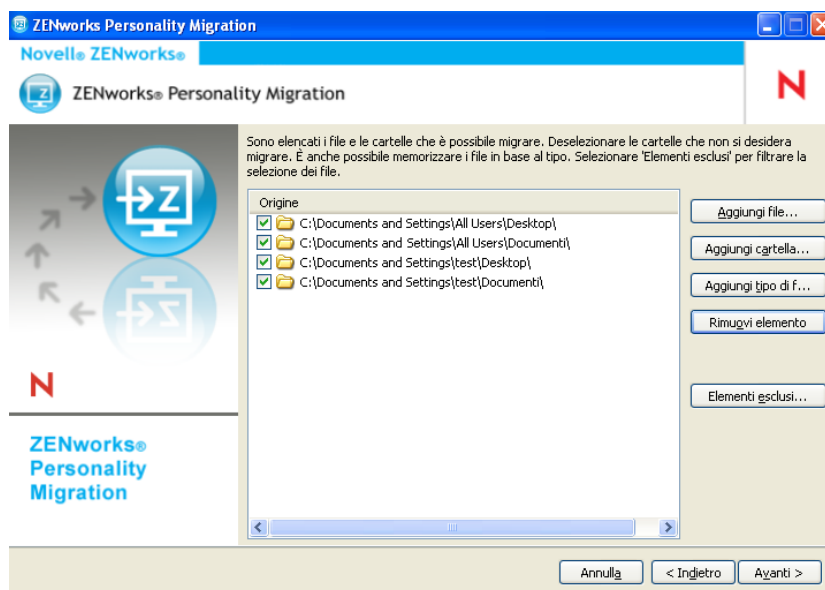 ZENworks Personality Migration
Novell® ZENworks®
ZENworks® Personality Migration
N
Sono elencati i file e le cartelle che è possibile migrare. Deselezionare le cartelle che non si desidera
migrare. È anche possibile memorizzare i file in base al tipo. Selezionare 'Elementi esclusi' per filtrare la
selezione dei file.
Origine
C:\Documents and Settings\All Users\Desktop\
C:\Documents and Settings\All Users\Documenti\
C:\Documents and Settings\test\Desktop\
C:\Documents and Settings\test\Documenti\
Aggiungi file...
Aggiungi cartella...
Aggiungi tipo di f...
Rimuovi elemento
Elementi esclusi...
Z
Z
N
ZENworks®
Personality
Migration
Annulla
< Indietro
Avanti >